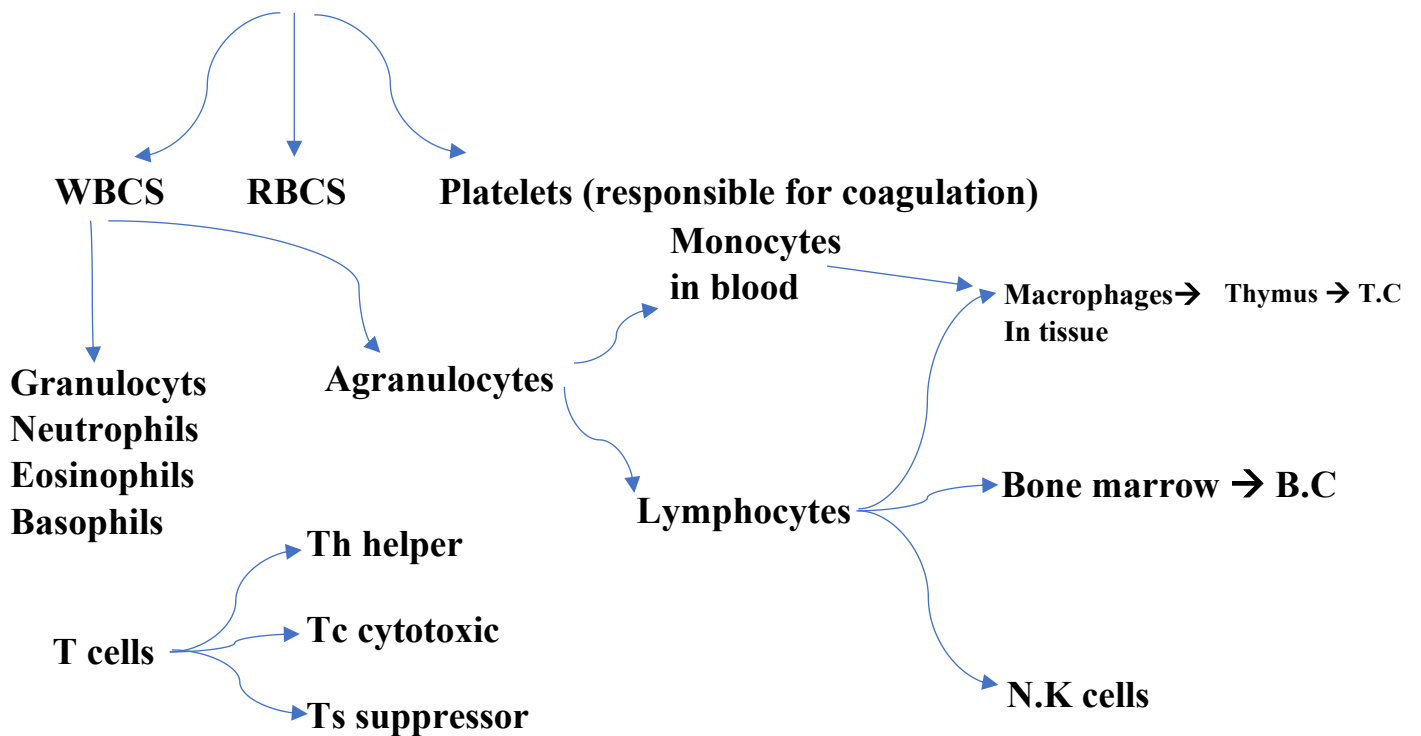 WBCS RBCS Platelets (responsible for coagulation)
Monocytes
in blood
Macrophages→ Thymus → T.C
In tissue
Granulocyts
Neutrophils
Eosinophils
Basophils
Agranulocytes
Lymphocytes
Bone marrow → B.C
N.K cells
T cells
Th helper
Tc cytotoxic
Ts suppressor